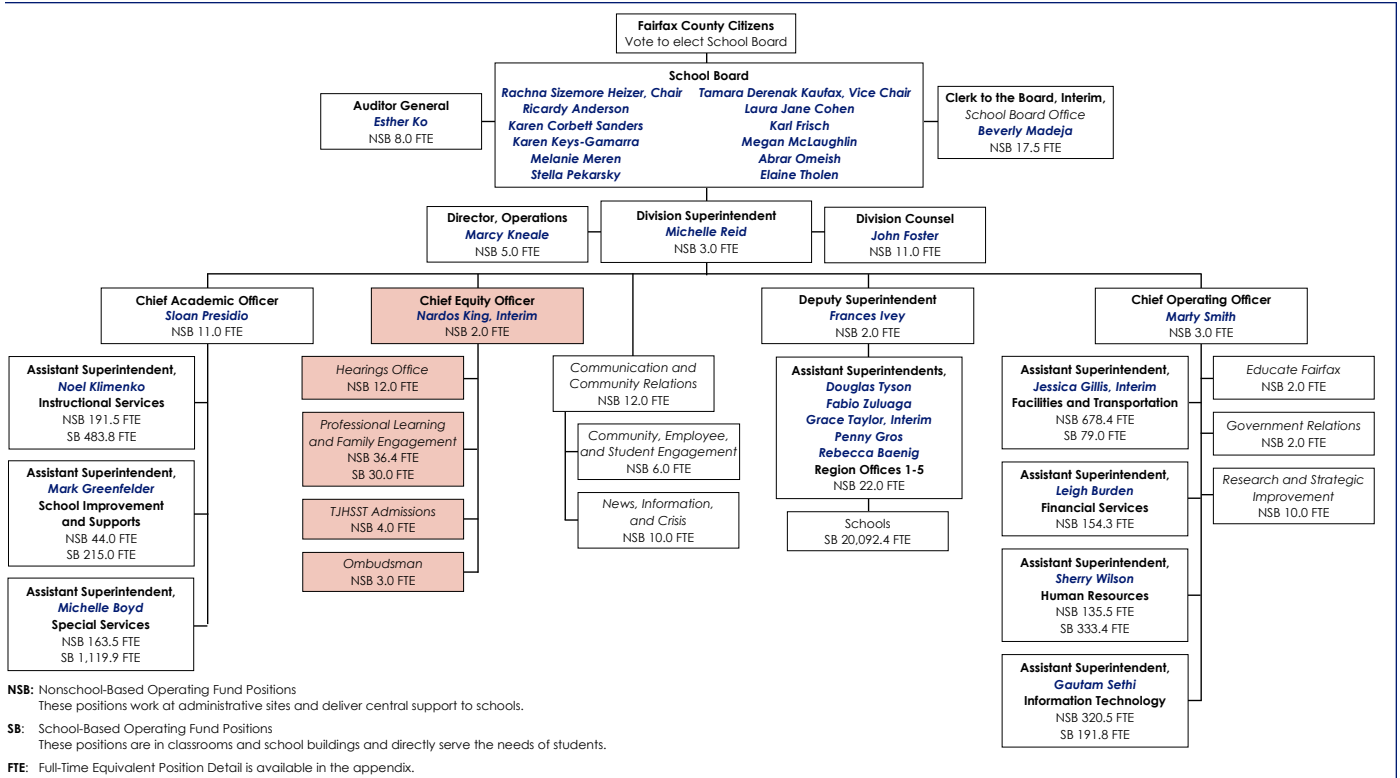 Fairfax County Citizens
Vote to elect School Board
School Board
Rachna Sizemore Heizer, Chair
Ricardy Anderson
Karen Corbett Sanders
Karen Keys-Gamarra
Melanie Meren
Stella Pekarsky
Tamara Derenak Kaufax, Vice Chair
Laura Jane Cohen
Karl Frisch
Megan McLaughlin
Abrar Omeish
Elaine Tholen
Auditor General
Esther Ko
NSB 8.0 FTE
Clerk to the Board, Interim,
School Board Office
Beverly Madeja
NSB 17.5 FTE
Director, Operations
Marcy Kneale
NSB 5.0 FTE
Division Superintendent
Michelle Reid
NSB 3.0 FTE
Division Counsel
John Foster
NSB 11.0 FTE
Chief Academic Officer
Sloan Presidio
NSB 11.0 FTE
Assistant Superintendent,
Noel Klimenko
Instructional Services
NSB 191.5 FTE
SB 483.8 FTE
Assistant Superintendent,
Mark Greenfelder
School Improvement
and Supports
NSB 44.0 FTE
SB 215.0 FTE
Assistant Superintendent,
Michelle Boyd
Special Services
NSB 163.5 FTE
SB 1,119.9 FTE
Chief Equity Officer
Nardos King, Interim
NSB 2.0 FTE
Hearings Office
NSB 12.0 FTE
Professional Learning
and Family Engagement
NSB 36.4 FTE
SB 30.0 FTE
TJHSST Admissions
NSB 4.0 FTE
Ombudsman
NSB 3.0 FTE
Communication and
Community Relations
NSB 12.0 FTE
Community, Employee,
and Student Engagement
NSB 6.0 FTE
News, Information,
and Crisis
NSB 10.0 FTE
Deputy Superintendent
Frances Ivey
NSB 2.0 FTE
Assistant Superintendents,
Douglas Tyson
Fabio Zuluaga
Grace Taylor, Interim
Penny Gros
Rebecca Baenig
Region Offices 1-5
NSB 22.0 FTE
Schools
SB 20,092.4 FTE
Chief Operating Officer
Marty Smith
NSB 3.0 FTE
Assistant Superintendent,
Jessica Gillis, Interim
Facilities and Transportation
NSB 678.4 FTE
SB 79.0 FTE
Assistant Superintendent,
Leigh Burden
Financial Services
NSB 154.3 FTE
Assistant Superintendent,
Sherry Wilson
Human Resources
NSB 135.5 FTE
SB 333.4 FTE
Assistant Superintendent,
Gautam Sethi
Information Technology
NSB 320.5 FTE
SB 191.8 FTE
Educate Fairfax
NSB 2.0 FTE
Government Relations
NSB 2.0 FTE
Research and Strategic
Improvement
NSB 10.0 FTE
NSB: Nonschool-Based Operating Fund Positions
These positions work at administrative sites and deliver central support to schools.
SB: School-Based Operating Fund Positions
These positions are in classrooms and school buildings and directly serve the needs of students.
FTE: Full-Time Equivalent Position Detail is available in the appendix.